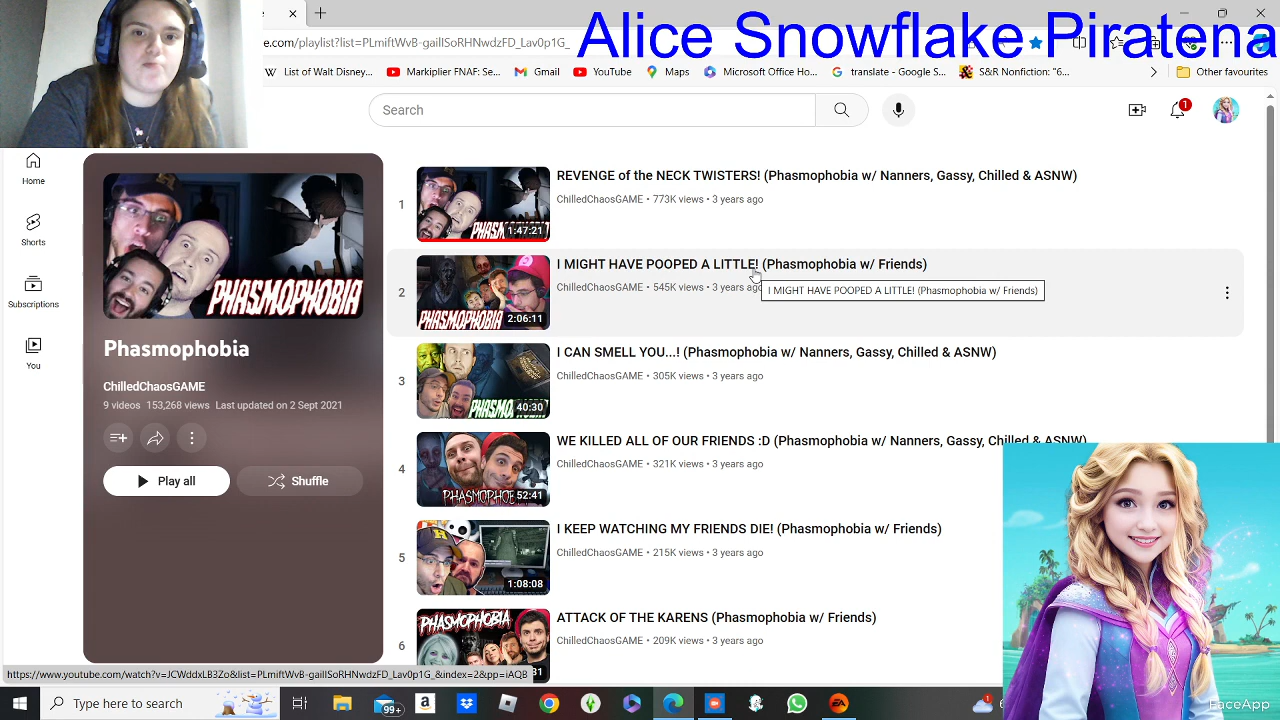 Alice Snowflake Piratena
e.com/playlist?list=PLmiftWvB-gaillSoRHNwdzFD_Lav0p1G_
List of Walt Disney...
Markiplier FNAF: Se...
Gmail
YouTube
Maps
Microsoft Office Ho...
translate - Google S...
S&R Nonfiction: "6...
Other favourites
Search
1
Home
Shorts
Subscriptions
You
PHASMOPHOBIA
Phasmophobia
ChilledChaosGAME
9 videos 153,268 views Last updated on 2 Sept 2021
Play all
Shuffle
1
1:47:21
REVENGE of the NECK TWISTERS! (Phasmophobia w/ Nanners, Gassy, Chilled & ASNW)
ChilledChaosGAME • 773K views • 3 years ago
2
PHASMOPHOBIA
2:06:11
I MIGHT HAVE POOPED A LITTLE! (Phasmophobia w/ Friends)
ChilledChaosGAME • 545K views • 3 years ago
I MIGHT HAVE POOPED A LITTLE! (Phasmophobia w/ Friends)
3
40:30
I CAN SMELL YOU...! (Phasmophobia w/ Nanners, Gassy, Chilled & ASNW)
ChilledChaosGAME • 305K views • 3 years ago
4
52:41
WE KILLED ALL OF OUR FRIENDS :D (Phasmophobia w/ Nanners, Gassy, Chilled & ASNW)
ChilledChaosGAME • 321K views • 3 years ago
5
1:08:08
I KEEP WATCHING MY FRIENDS DIE! (Phasmophobia w/ Friends)
ChilledChaosGAME • 215K views • 3 years ago
6
PHASMOPHOBIA
ATTACK OF THE KARENS (Phasmophobia w/ Friends)
ChilledChaosGAME • 209K views • 3 years ago
https://www.youtube.com/watch?v=JCWddxLB3Zo&list=PLmiftWvB-gaillSoRHNwdzFD_Lav0p1G_&index=2&pp=iAQB
Type here to search
99+
EA
1
FaceApp